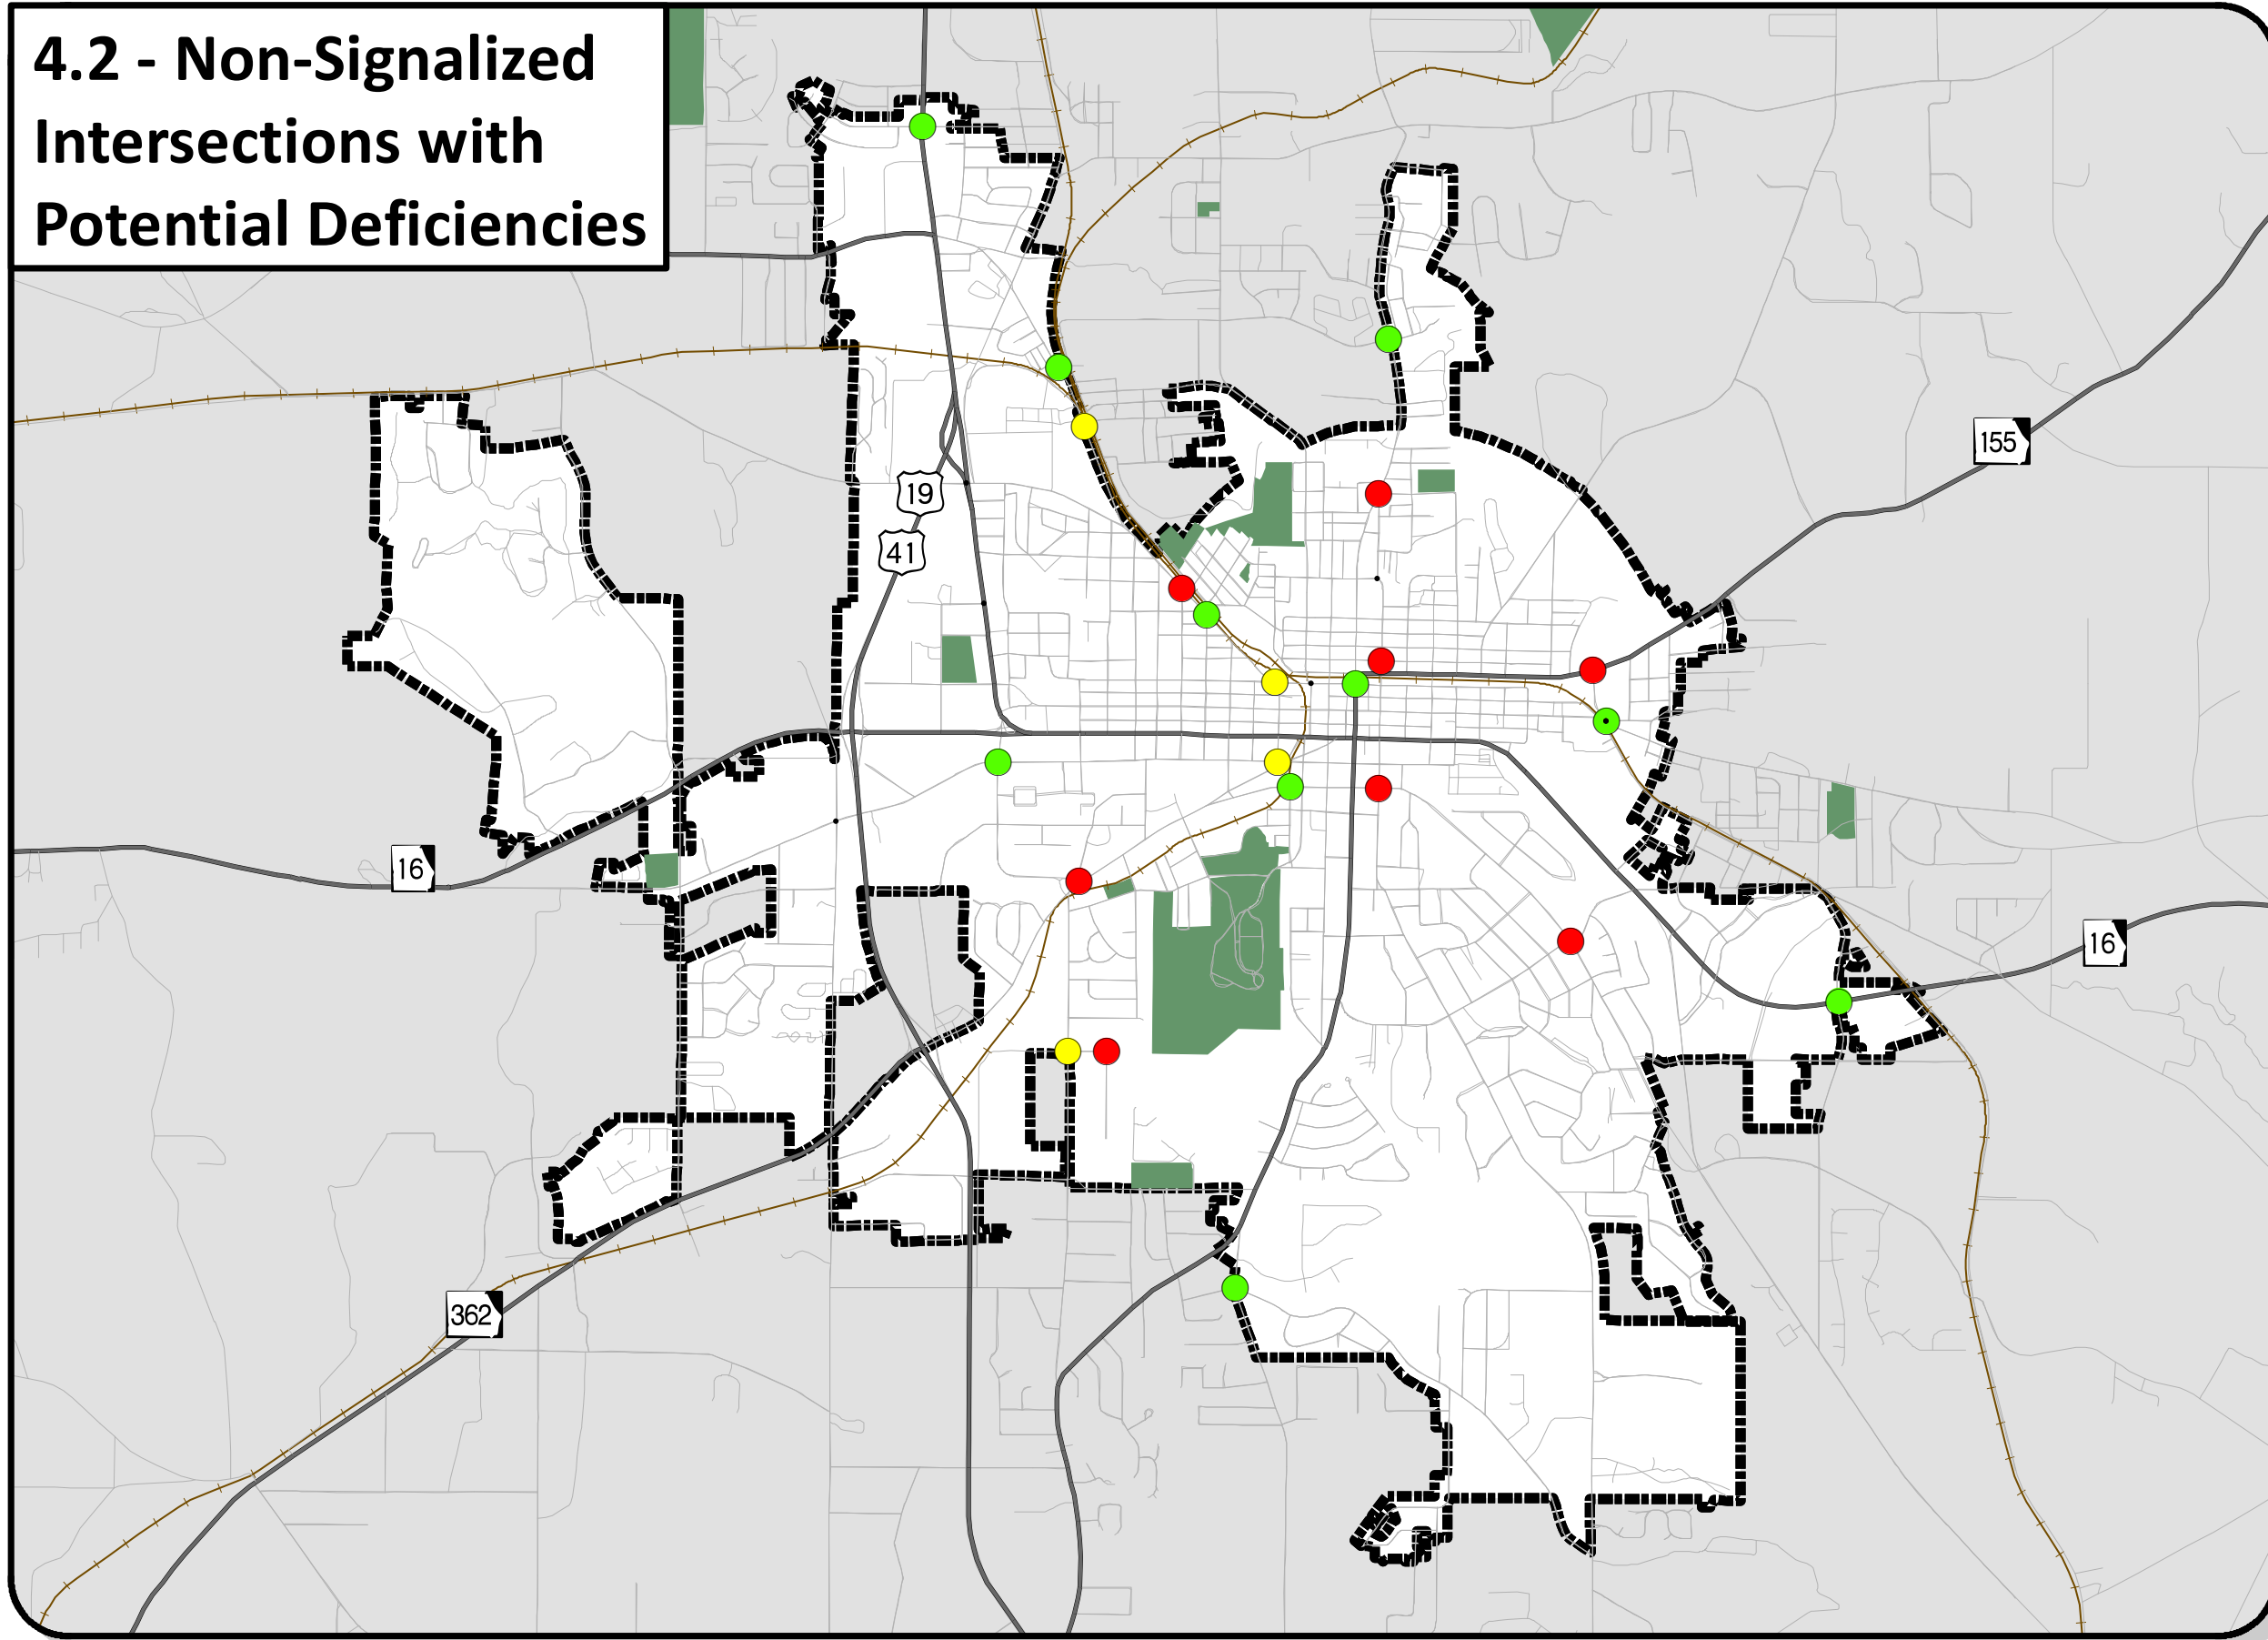 4.2 - Non-Signalized
Intersections with
Potential Deficiencies
155
19
41
16
16
362